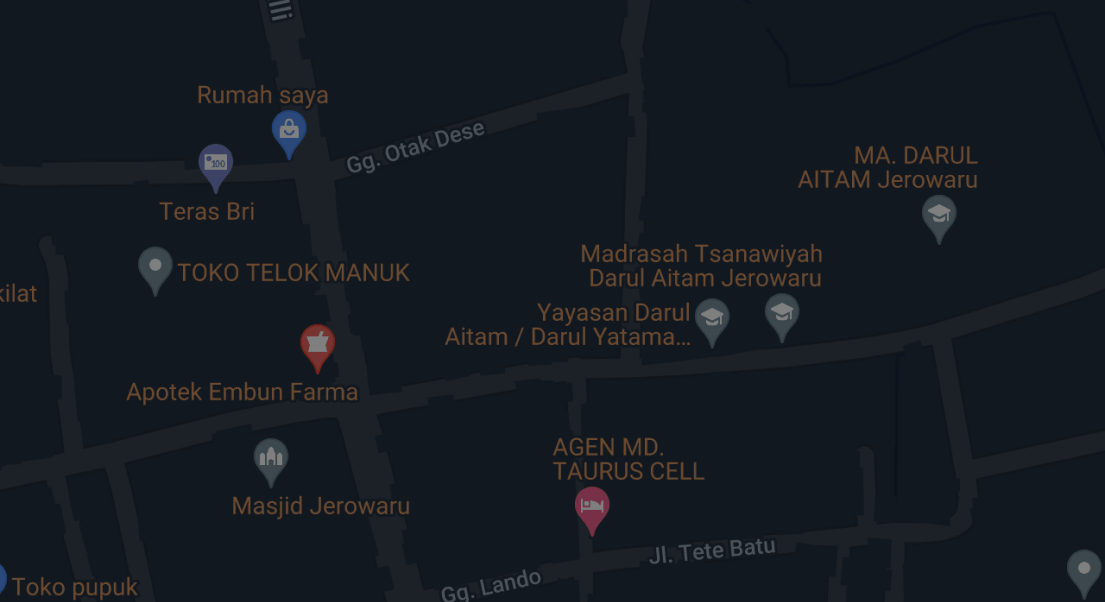 Rumah saya
Gg. Otak Dese
Teras Bri
MA. DARUL
AITAM Jerowaru
TOKO TELOK MANUK
Madrasah Tsanawiyah
Darul Aitam Jerowaru
kilat
Yayasan Darul
Aitam / Darul Yatama...
Apotek Embun Farma
AGEN MD.
TAURUS CELL
Masjid Jerowaru
Jl. Tete Batu
Gg. Lando
Toko pupuk